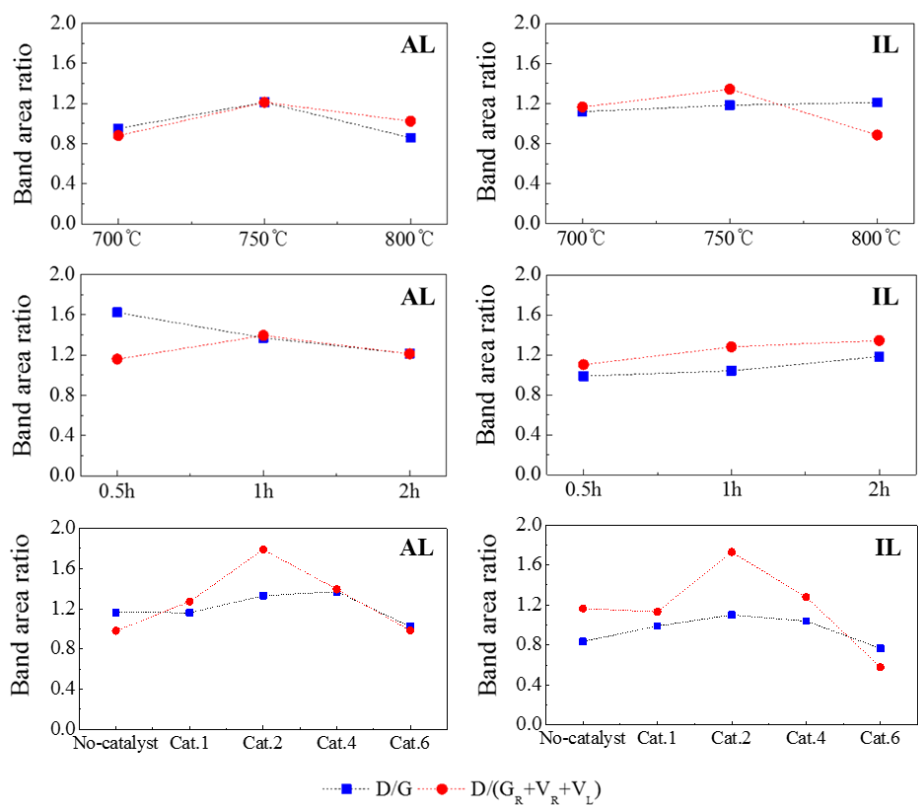 2.0 AL
1.6
1.2
0.8
0.4
0.0
Band area ratio
700℃ 750℃ 800℃
2.0 IL
1.6
1.2
0.8
0.4
0.0
Band area ratio
700℃ 750℃ 800℃
2.0 AL
1.6
1.2
0.8
0.4
0.0
Band area ratio
0.5h 1h 2h
2.0 IL
1.6
1.2
0.8
0.4
0.0
Band area ratio
0.5h 1h 2h
2.0 AL
1.6
1.2
0.8
0.4
0.0
Band area ratio
No-catalyst Cat.1 Cat.2 Cat.4 Cat.6
2.0 IL
1.6
1.2
0.8
0.4
0.0
Band area ratio
No-catalyst Cat.1 Cat.2 Cat.4 Cat.6
D/G D/(G_R+V_R+V_L)